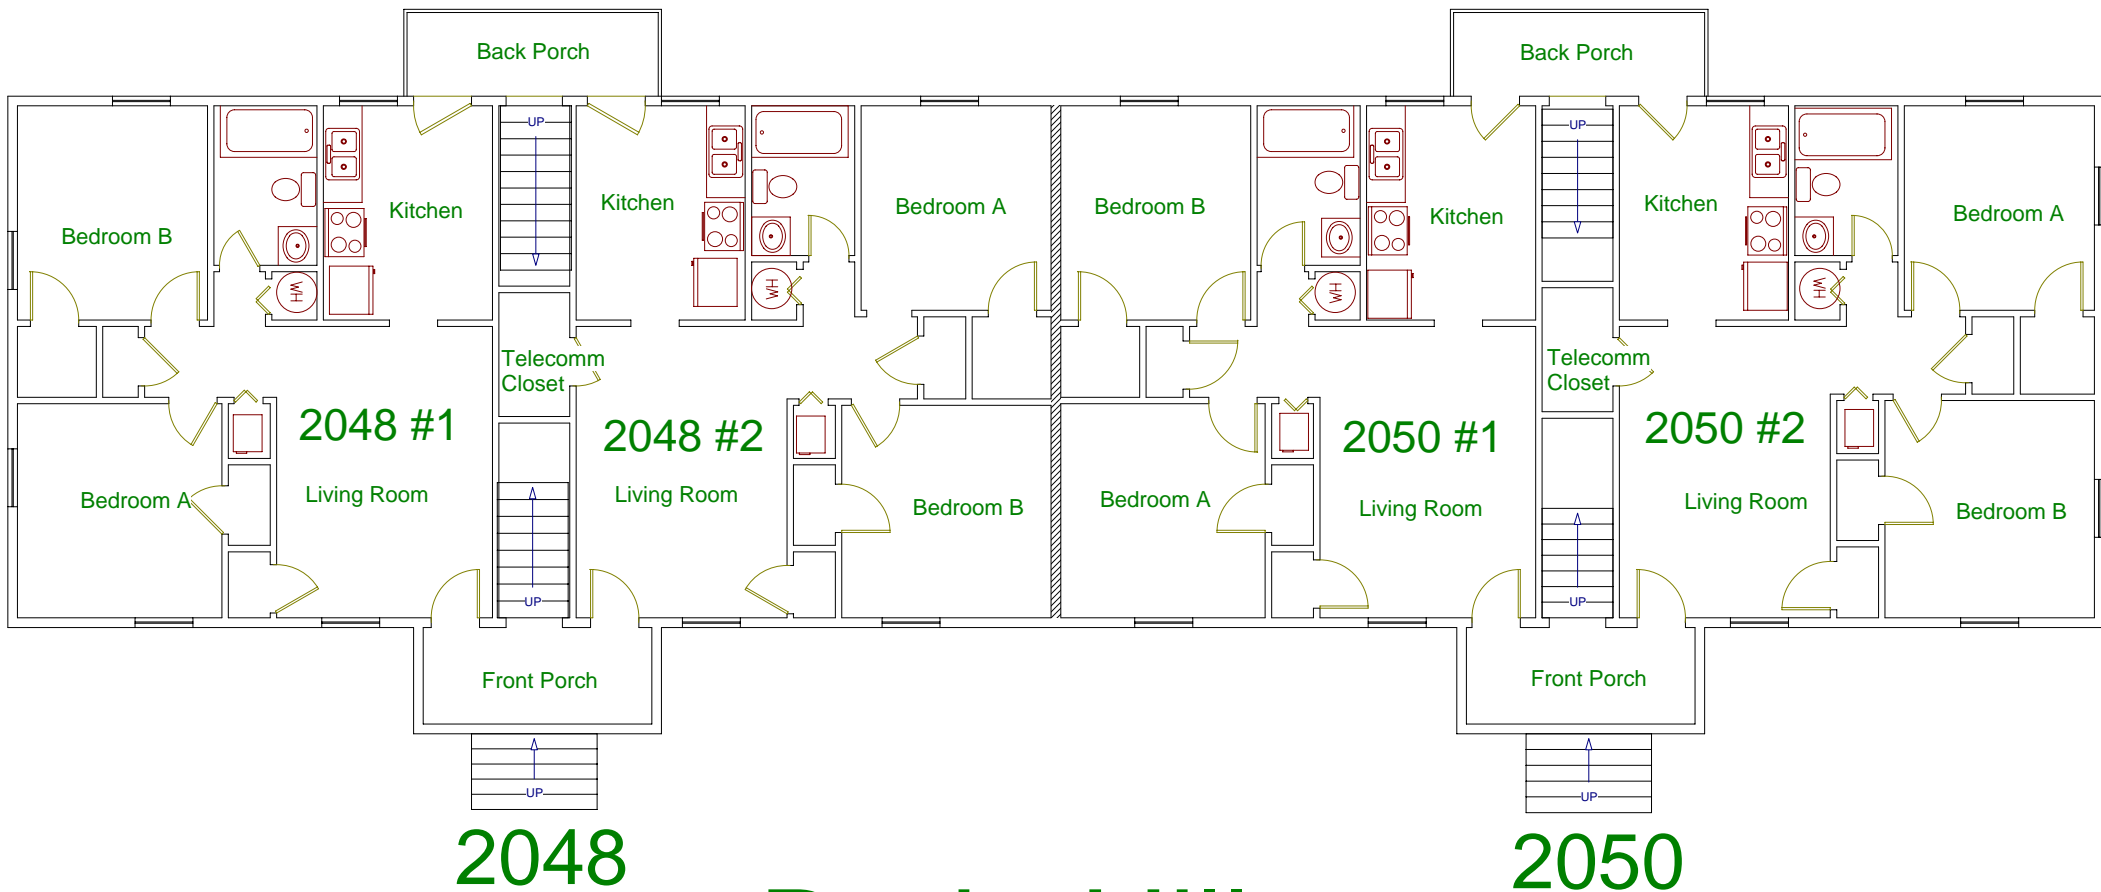 Back Porch
Back Porch
UP
UP
Bedroom B
Kitchen
Kitchen
Bedroom A
Bedroom B
Kitchen
Kitchen
Bedroom A
WH
WH
WH
WH
Telecomm
Closet
Telecomm
Closet
2048 #1
2048 #2
2050 #1
2050 #2
Bedroom A
Living Room
Living Room
Bedroom B
Bedroom A
Living Room
Living Room
Bedroom B
UP
UP
Front Porch
Front Porch
UP
UP
2048
2050